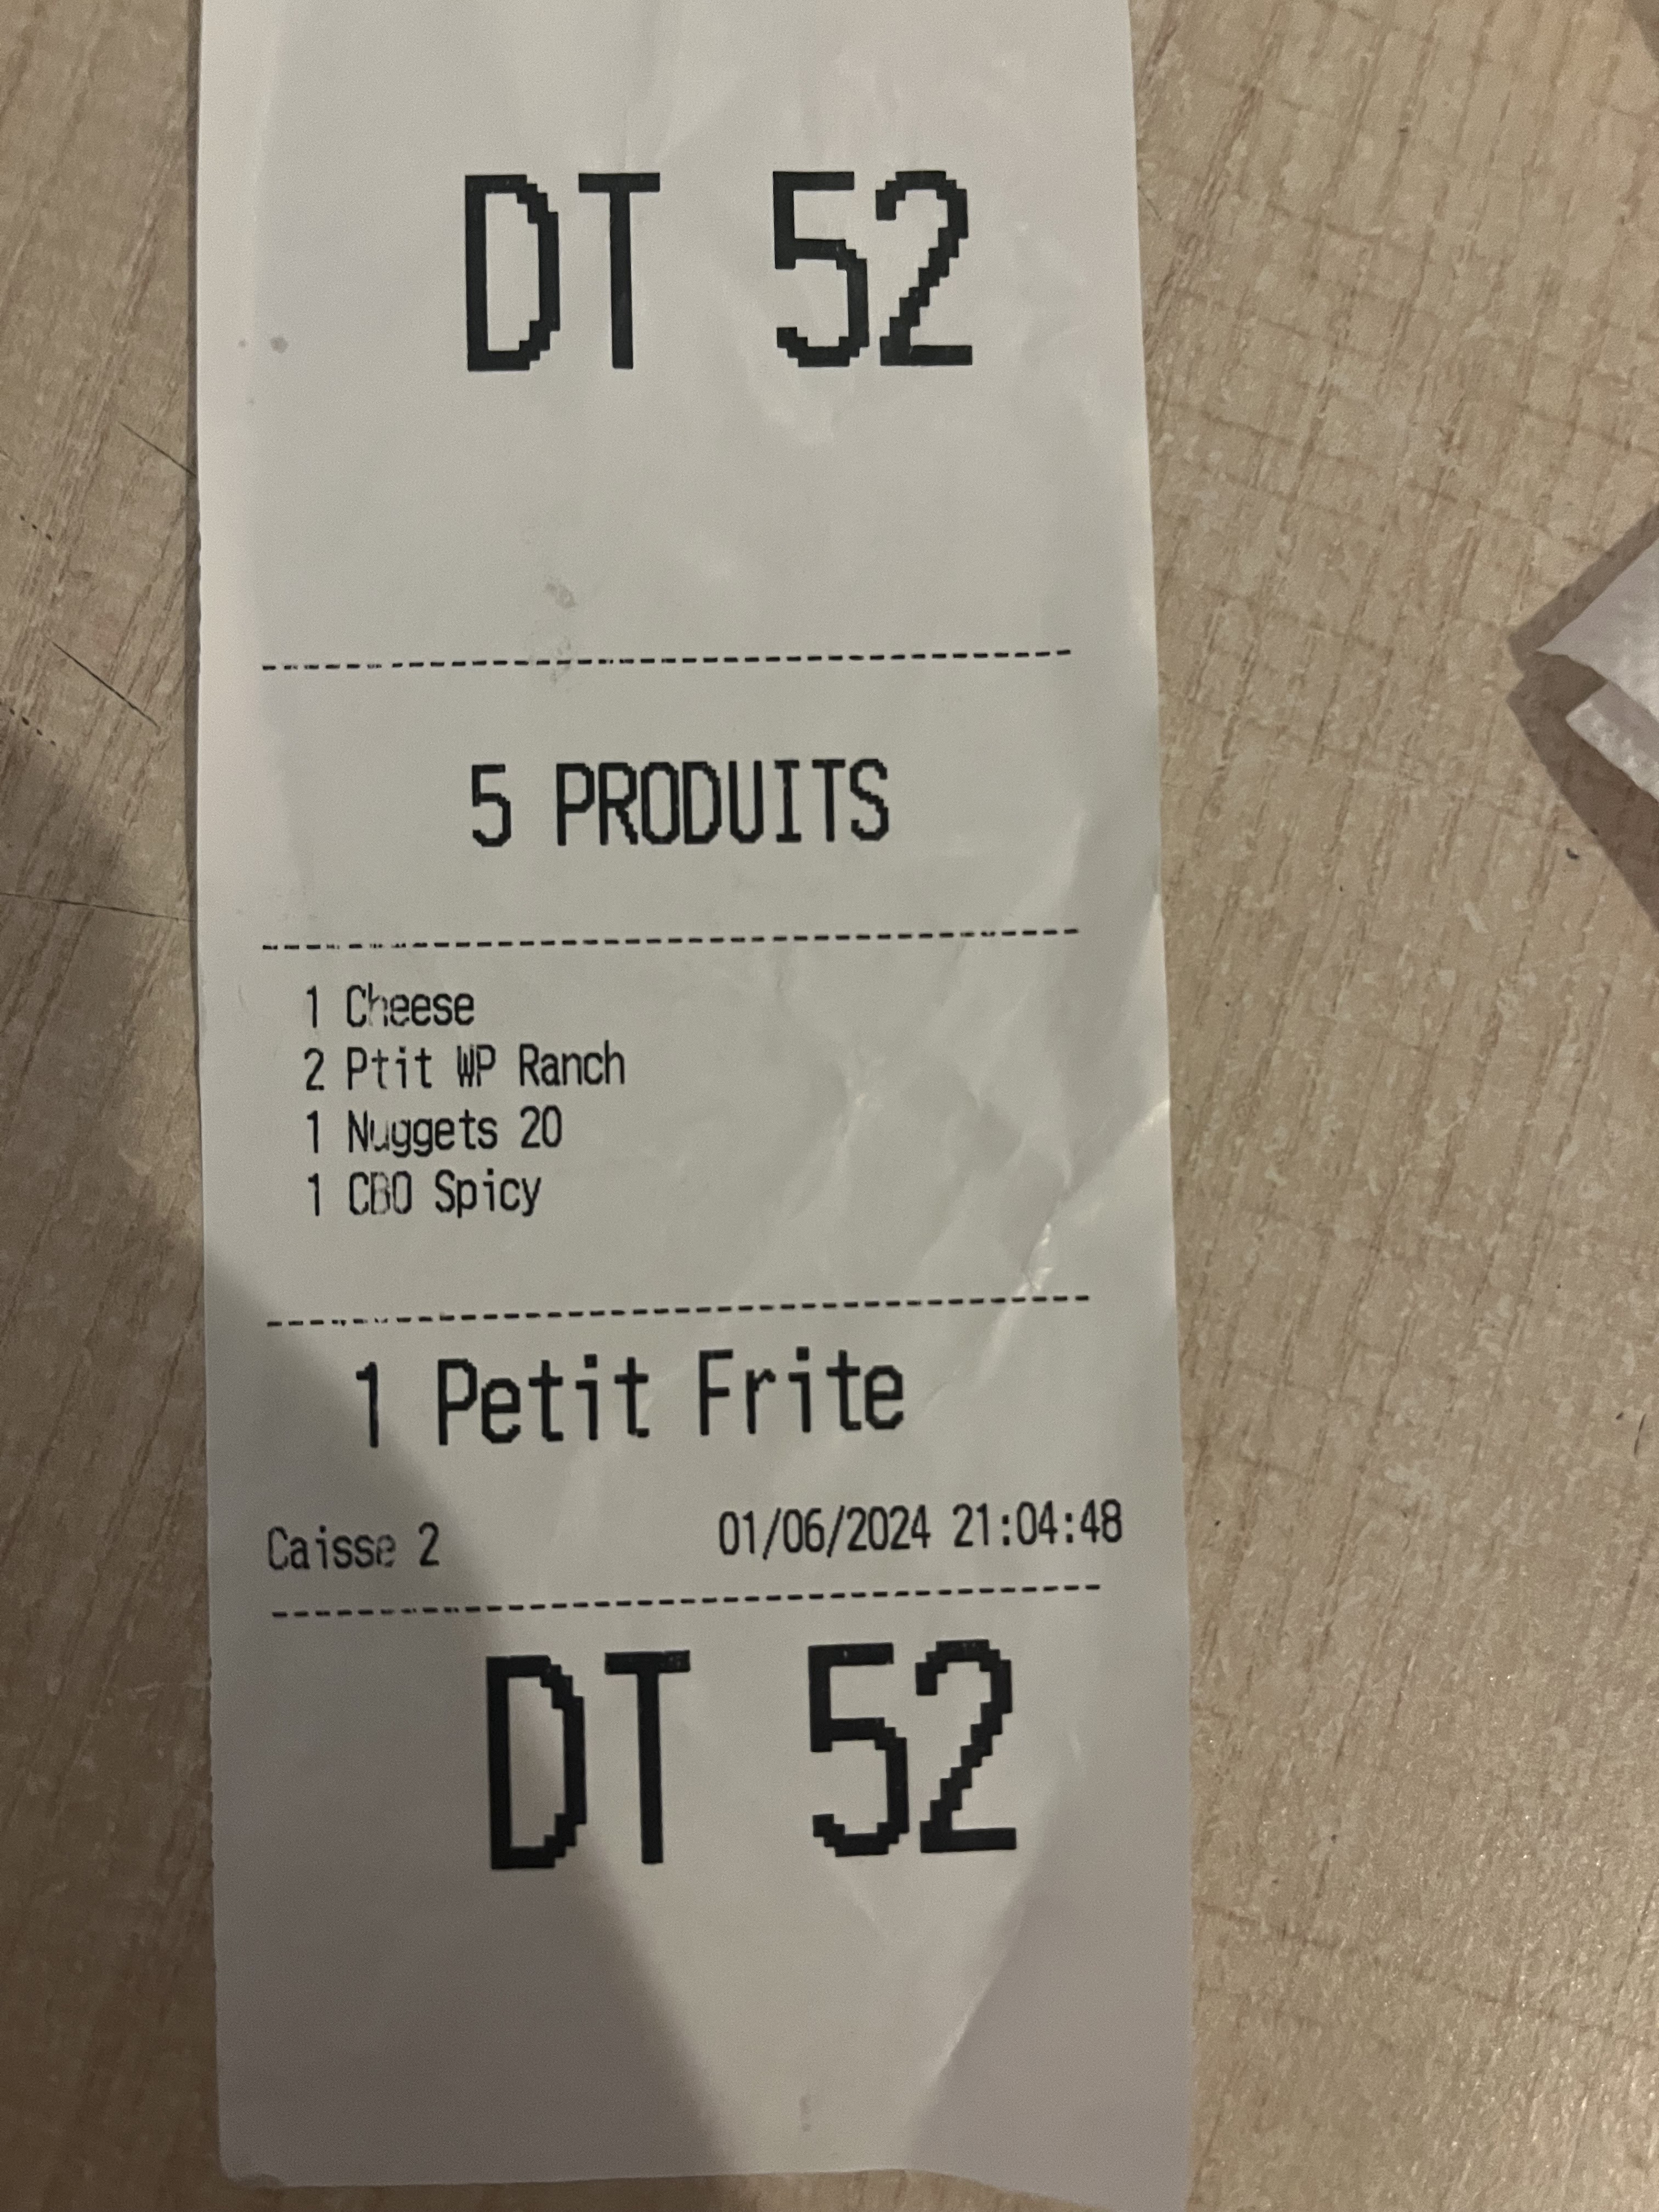 DT 52
5 PRODUITS
1 Cheese
2 Ptit WP Ranch
1 Nuggets 20
1 CBO Spicy
1 Petit Frite
Caisse 2 01/06/2024 21:04:48
DT 52